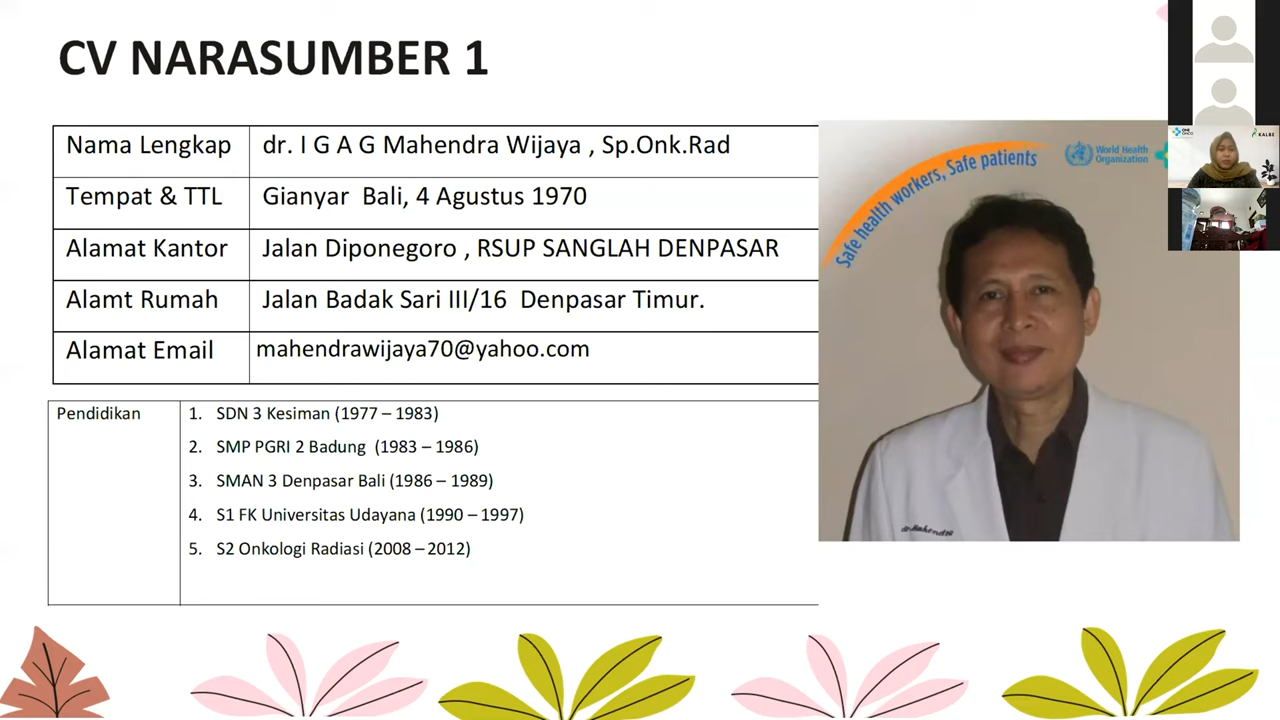 CV NARASUMBER 1
Nama Lengkap dr. I G A G Mahendra Wijaya , Sp.Onk.Rad
Tempat & TTL Gianyar Bali, 4 Agustus 1970
Alamat Kantor Jalan Diponegoro , RSUP SANGLAH DENPASAR
Alamt Rumah Jalan Badak Sari III/16 Denpasar Timur.
Alamat Email mahendrawijaya70@yahoo.com
Pendidikan 1. SDN 3 Kesiman (1977 – 1983)
2. SMP PGRI 2 Badung (1983 – 1986)
3. SMAN 3 Denpasar Bali (1986 – 1989)
4. S1 FK Universitas Udayana (1990 – 1997)
5. S2 Onkologi Radiasi (2008 – 2012)
Safe health workers, Safe patients
World Health
Organization
ONE
ONCO
KALBE